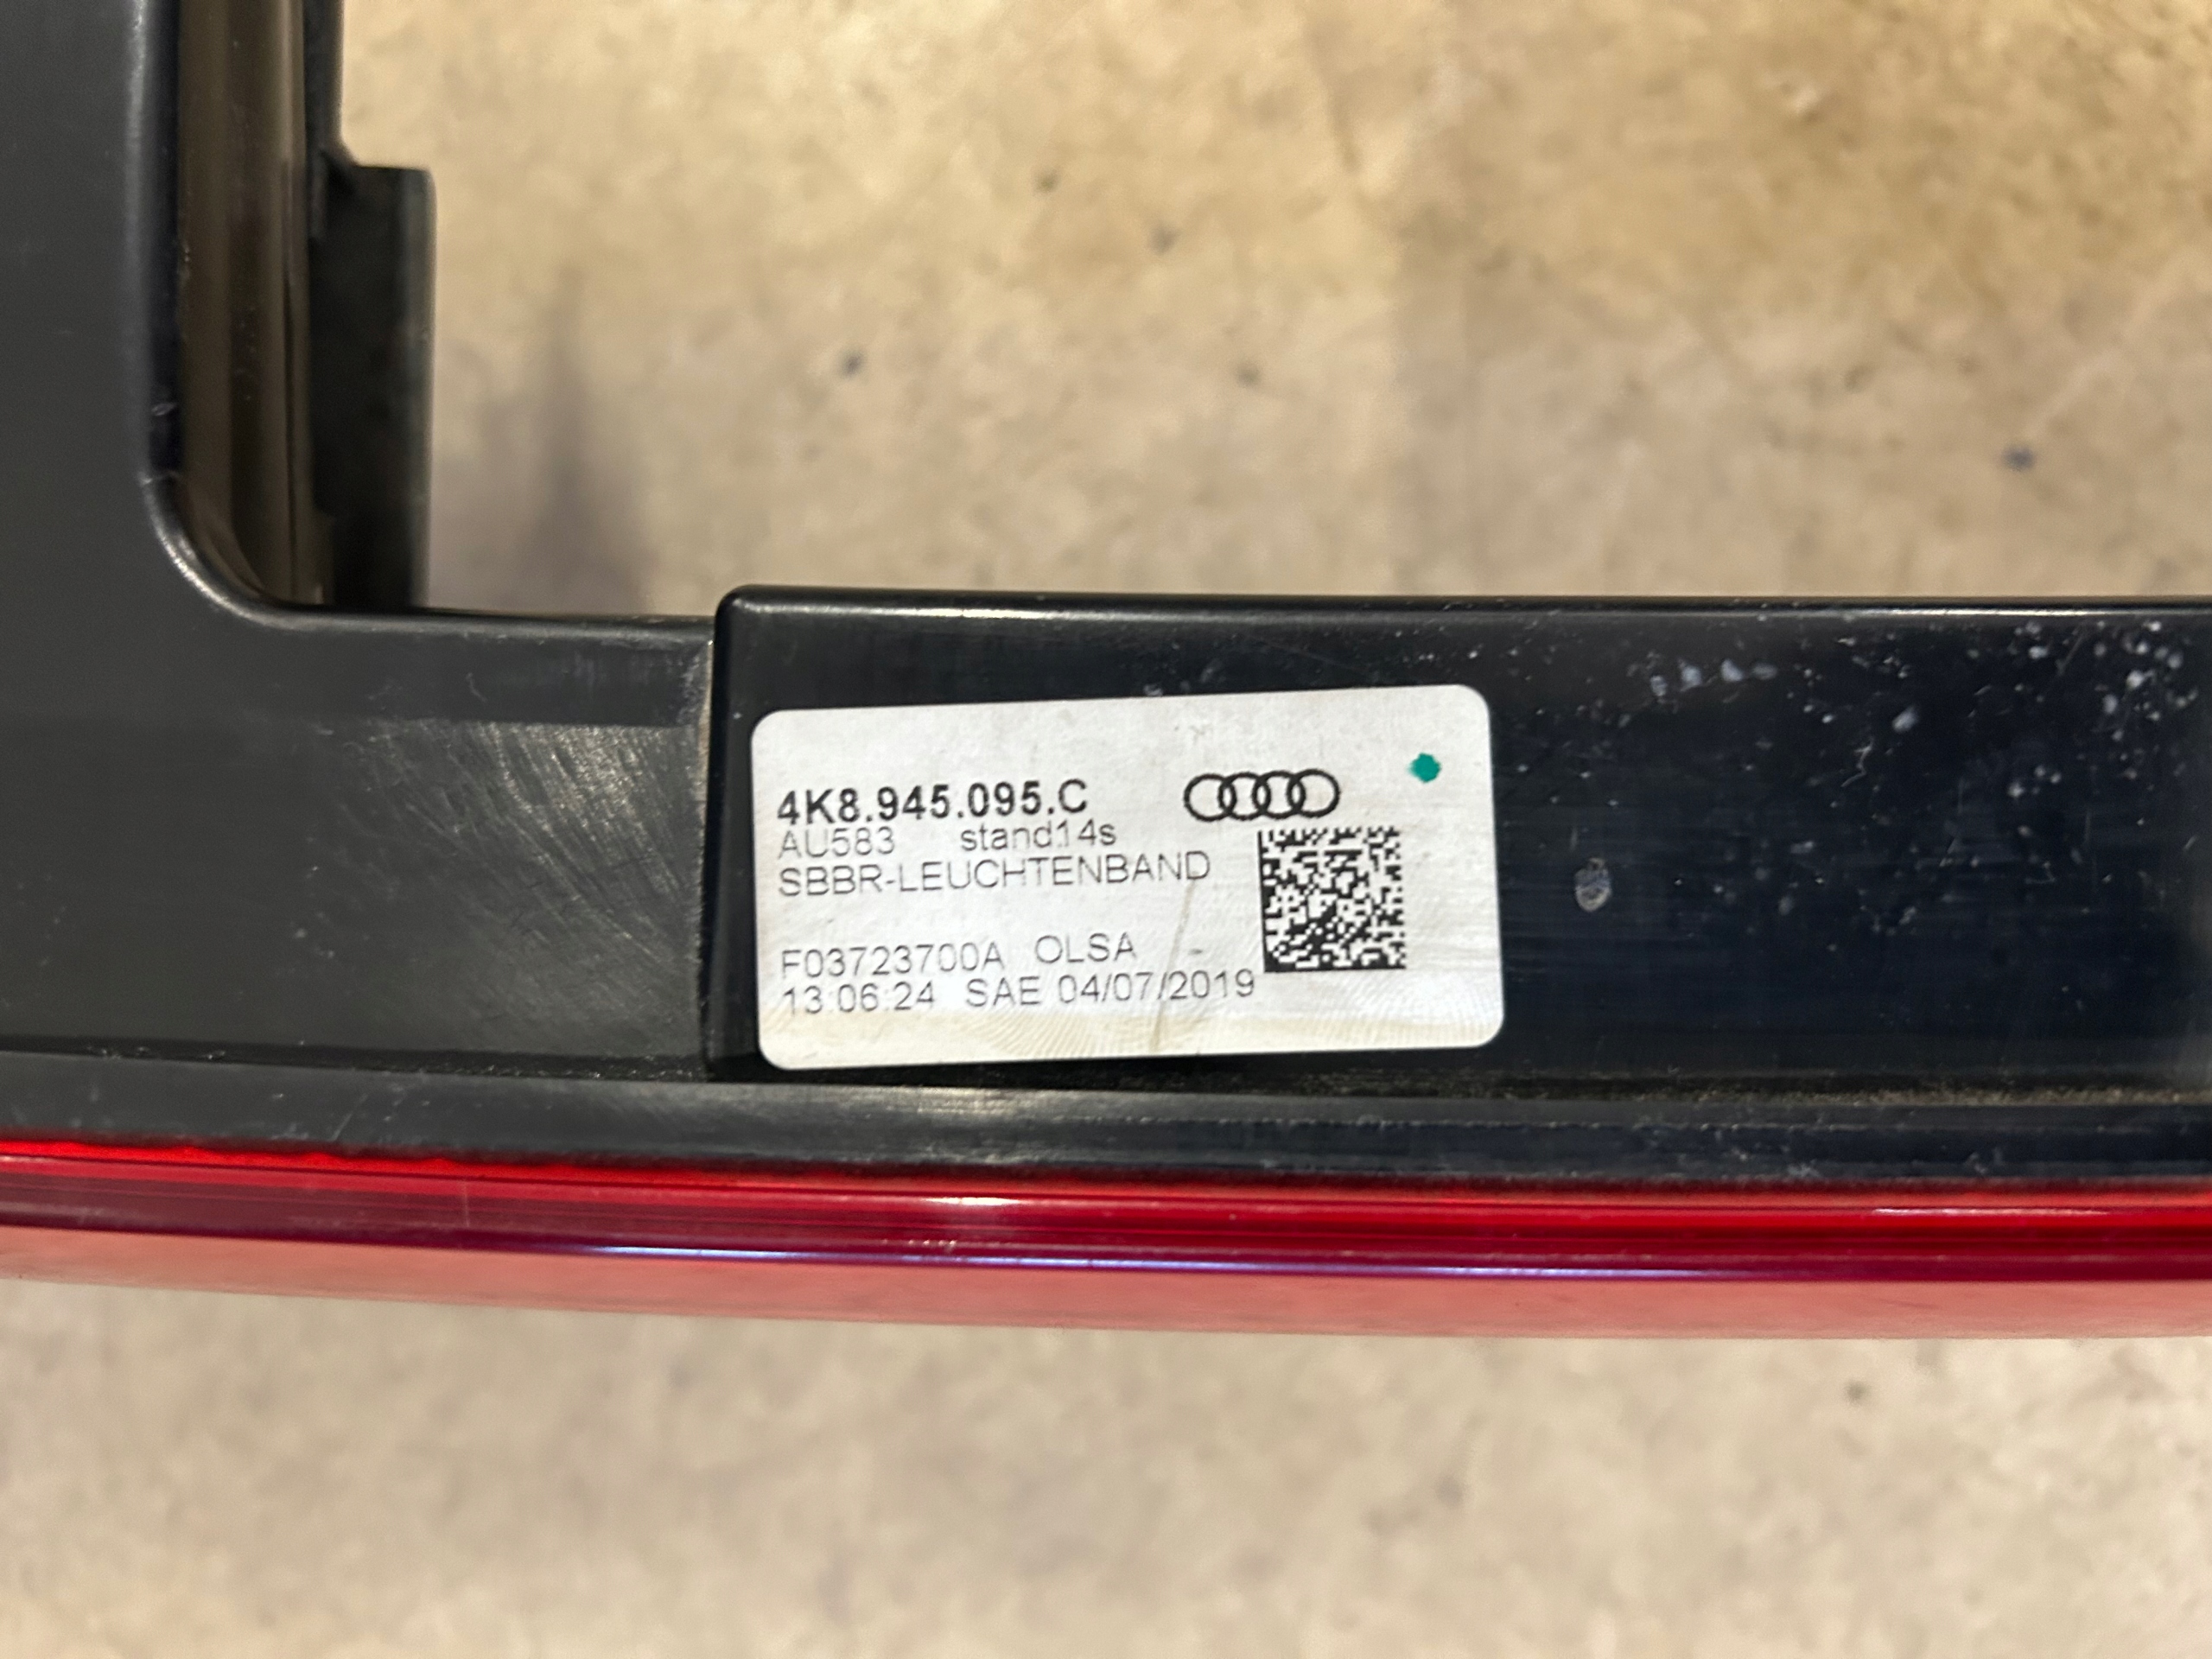 4K8.945.095.C
AU583 stand14s
SBBR-LEUCHTENBAND
F03723700A OLSA -
13:06:24 SAE 04/07/2019